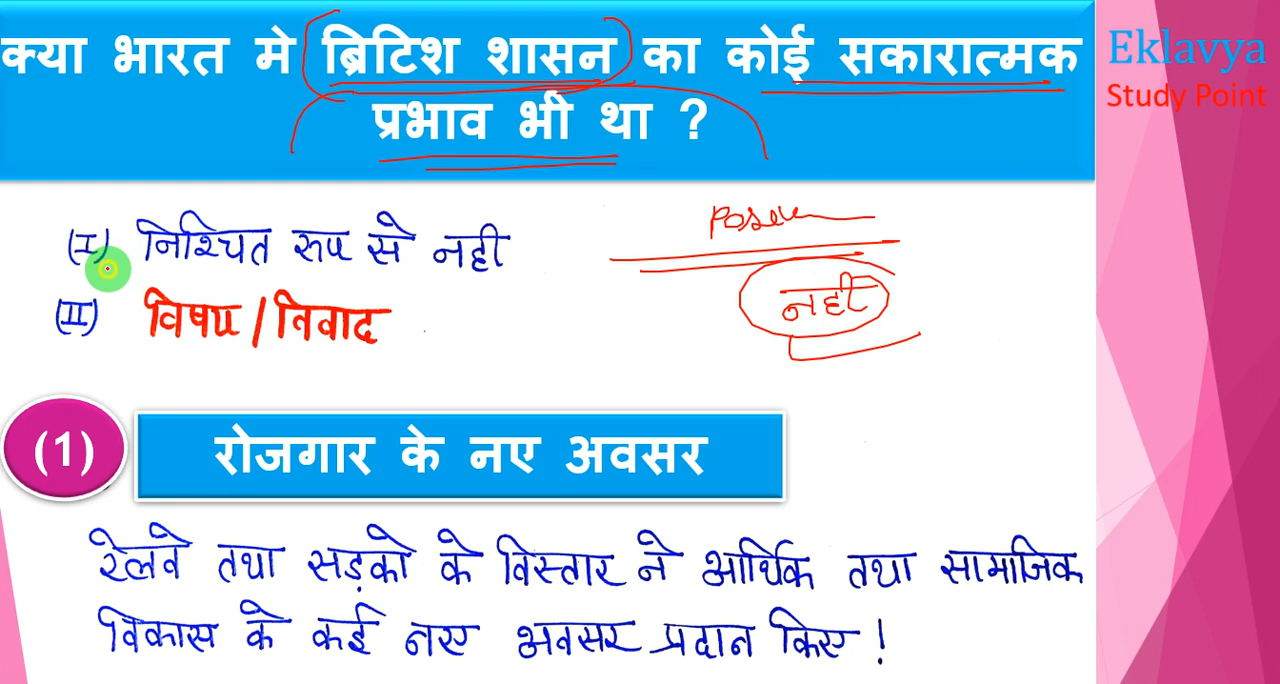 क्या भारत मे ब्रिटिश शासन का कोई सकारात्मक
प्रभाव भी था ?
Eklavya
Study Point
(I) निश्चित रूप से नही
नहीं
(II) विषय / विवाद
(1) रोजगार के नए अवसर
रेलवे तथा सड़को के विस्तार ने आर्थिक तथा सामाजिक
विकास के कई नए अवसर प्रदान किए !